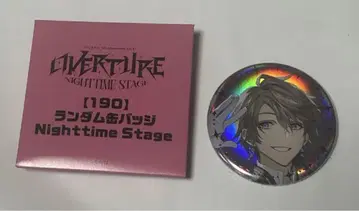 OVERTURE
NIGHTTIME STAGE
【190】
ランダム缶バッジ
Nighttime Stage